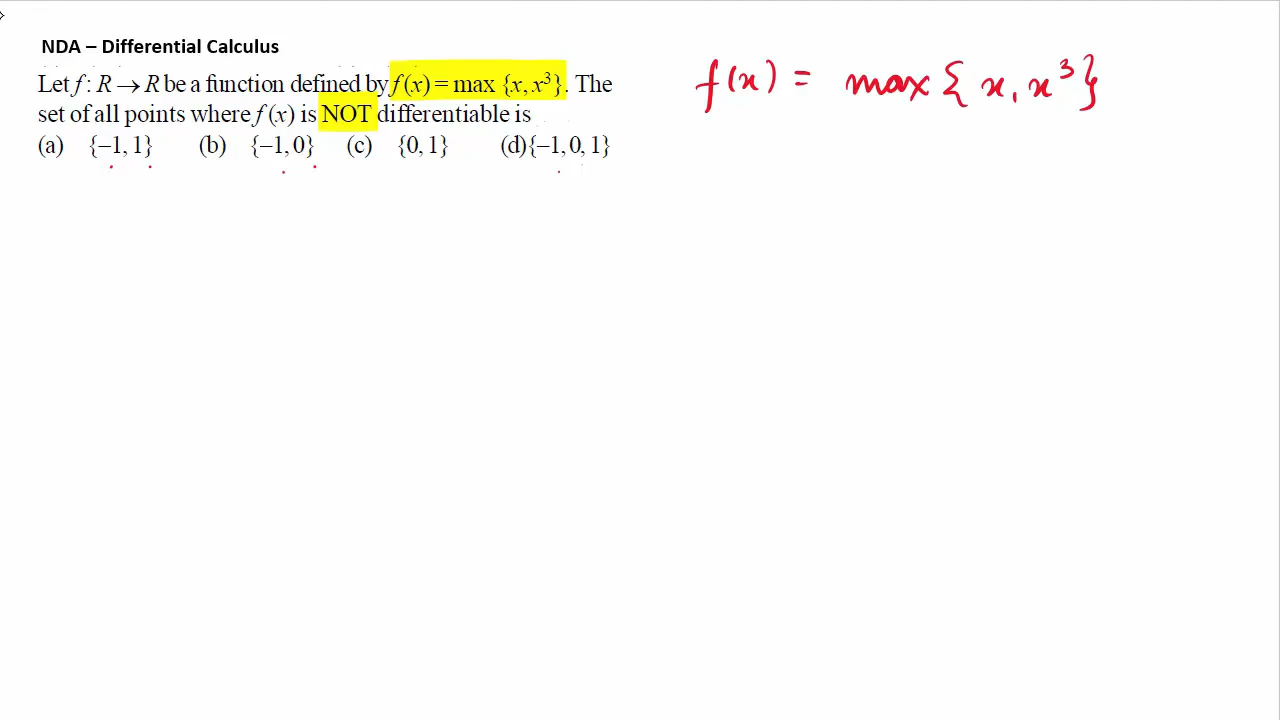 NDA – Differential Calculus
Let f : R → R be a function defined by f (x) = max {x, x³}. The
set of all points where f (x) is NOT differentiable is
(a) {−1, 1} (b) {−1, 0} (c) {0, 1} (d){−1, 0, 1}
f(x) = max { x, x³}